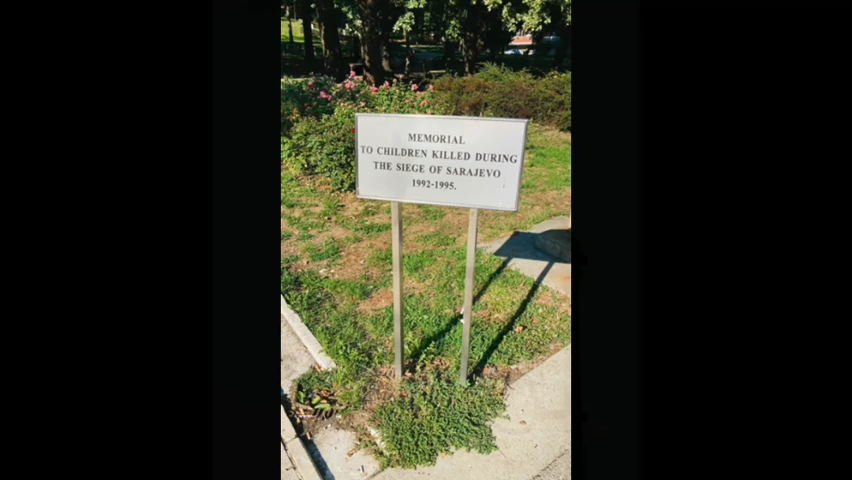 MEMORIAL
TO CHILDREN KILLED DURING
THE SIEGE OF SARAJEVO
1992-1995.